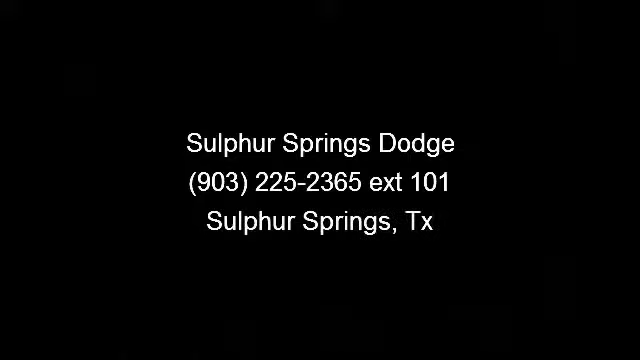 Sulphur Springs Dodge
(903) 225-2365 ext 101
Sulphur Springs, Tx